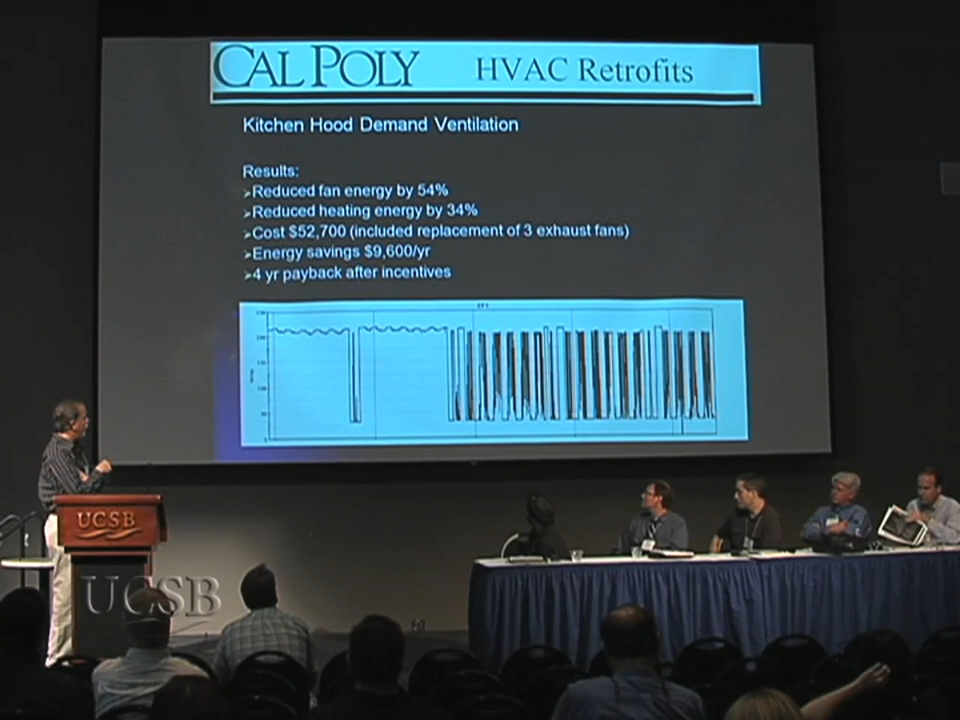 CAL POLY HVAC Retrofits
Kitchen Hood Demand Ventilation
Results:
➢Reduced fan energy by 54%
➢Reduced heating energy by 34%
➢Cost $52,700 (included replacement of 3 exhaust fans)
➢Energy savings $9,600/yr
➢4 yr payback after incentives
UCSB
UCSB